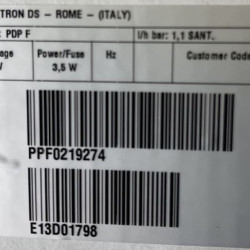 TRON DS - ROME - (ITALY)
: PDP F l/h bar: 1,1 SANT.
age Power/Fuse Hz Customer Code
V 3,5 W
PPF0219274
E13D01798